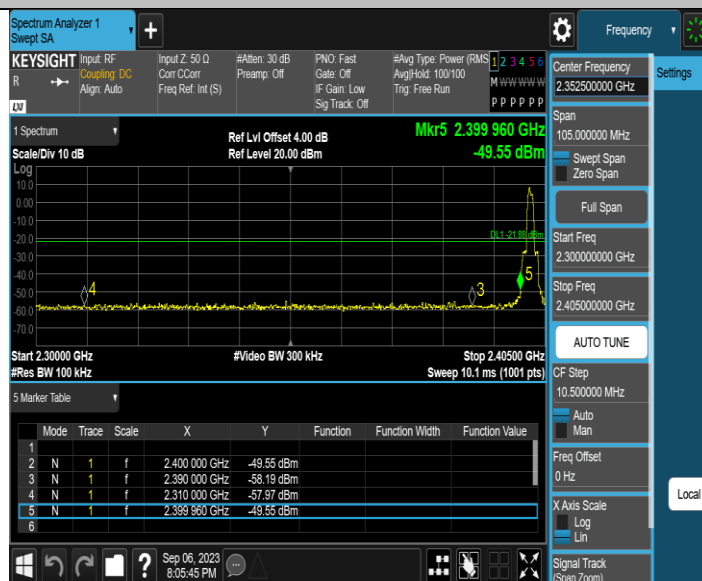 Spectrum Analyzer 1
Swept SA
+
Frequency
KEYSIGHT
R
LXI
Input: RF
Coupling: DC
Align: Auto
Input Z: 50 Ω
Corr CCorr
Freq Ref: Int (S)
#Atten: 30 dB
Preamp: Off
PNO: Fast
Gate: Off
IF Gain: Low
Sig Track: Off
#Avg Type: Power (RMS
Avg|Hold: 100/100
Trig: Free Run
1 2 3 4 5 6
M W W W W W
P P P P P P
1 Spectrum
Scale/Div 10 dB
Ref Lvl Offset 4.00 dB
Ref Level 20.00 dBm
Mkr5 2.399 960 GHz
-49.55 dBm
Log
10.0
0.00
-10.0
-20.0
-30.0
-40.0
-50.0
-60.0
-70.0
DL1 -21.88 dBm
4
3
5
Start 2.30000 GHz
#Video BW 300 kHz
Stop 2.40500 GHz
#Res BW 100 kHz
Sweep 10.1 ms (1001 pts)
5 Marker Table
Mode Trace Scale X Y Function Function Width Function Value
1
2 N 1 f 2.400 000 GHz -49.55 dBm
3 N 1 f 2.390 000 GHz -58.19 dBm
4 N 1 f 2.310 000 GHz -57.97 dBm
5 N 1 f 2.399 960 GHz -49.55 dBm
6
?
Sep 06, 2023
8:05:45 PM
Center Frequency
2.352500000 GHz
Span
105.000000 MHz
Swept Span
Zero Span
Full Span
Start Freq
2.300000000 GHz
Stop Freq
2.405000000 GHz
AUTO TUNE
CF Step
10.500000 MHz
Auto
Man
Freq Offset
0 Hz
X Axis Scale
Log
Lin
Signal Track
(Span Zoom)
Settings
Local